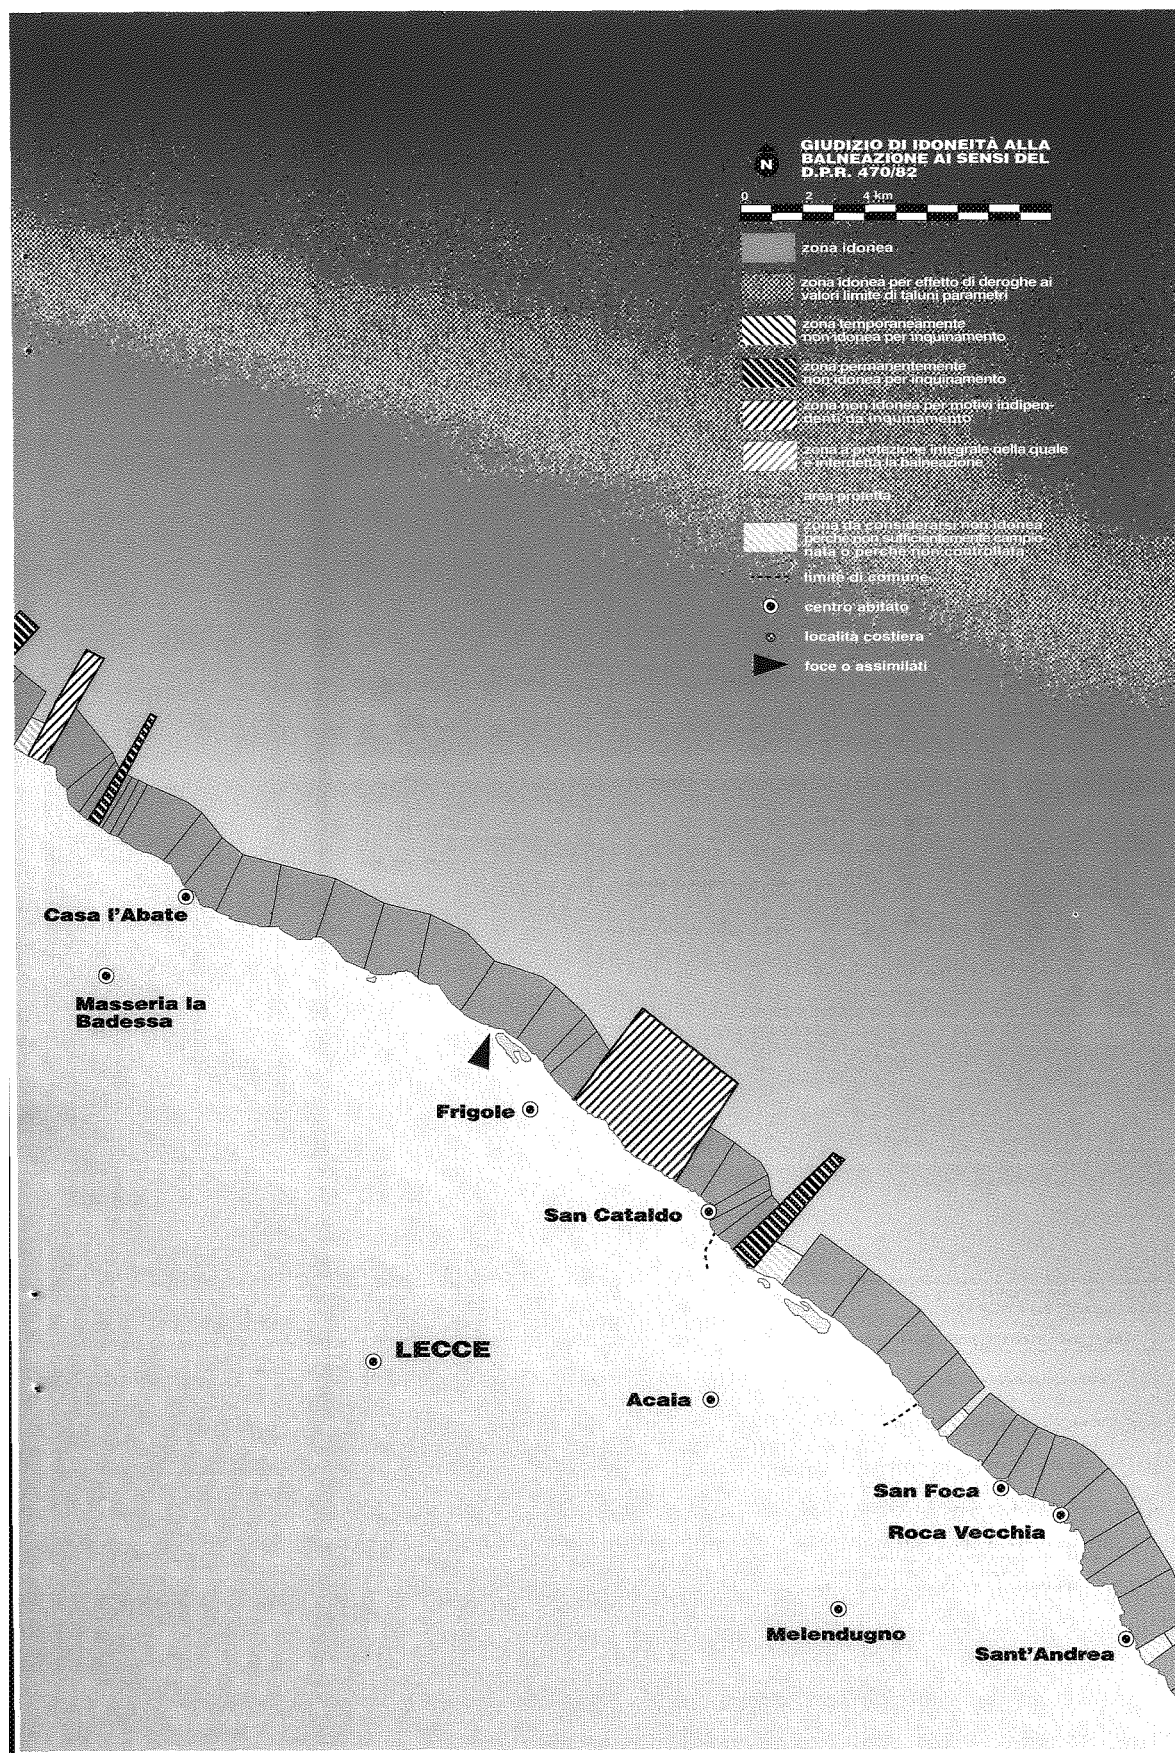 GIUDIZIO DI IDONEITÀ ALLA
BALNEAZIONE AI SENSI DEL
D.P.R. 470/82
N
0 2 4 km
zona idonea
zona idonea per effetto di deroghe ai
valori limite di taluni parametri
zona temporaneamente
non idonea per inquinamento
zona permanentemente
non idonea per inquinamento
zona non idonea per motivi indipen-
denti da inquinamento
zona a protezione integrale nella quale
è interdetta la balneazione
area protetta
zona da considerarsi non idonea
perché non sufficientemente campio-
nata o perché non controllata
limite di comune
centro abitato
località costiera
foce o assimilati
Casa l'Abate
Masseria la
Badessa
Frigole
San Cataldo
LECCE
Acaia
San Foca
Roca Vecchia
Melendugno
Sant'Andrea